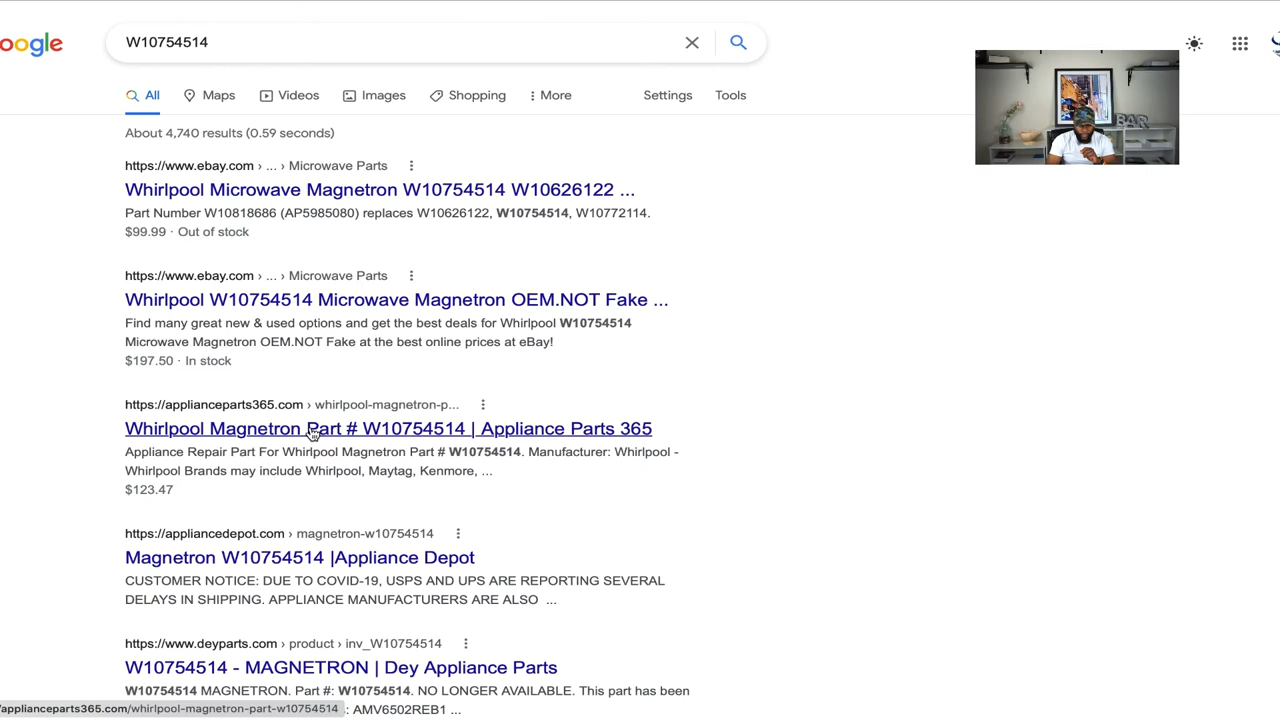 oogle
W10754514
All Maps Videos Images Shopping More Settings Tools
About 4,740 results (0.59 seconds)
https://www.ebay.com › ... › Microwave Parts
Whirlpool Microwave Magnetron W10754514 W10626122 ...
Part Number W10818686 (AP5985080) replaces W10626122, W10754514, W10772114.
$99.99 · Out of stock
https://www.ebay.com › ... › Microwave Parts
Whirlpool W10754514 Microwave Magnetron OEM.NOT Fake ...
Find many great new & used options and get the best deals for Whirlpool W10754514
Microwave Magnetron OEM.NOT Fake at the best online prices at eBay!
$197.50 · In stock
https://applianceparts365.com › whirlpool-magnetron-p...
Whirlpool Magnetron Part # W10754514 | Appliance Parts 365
Appliance Repair Part For Whirlpool Magnetron Part # W10754514. Manufacturer: Whirlpool -
Whirlpool Brands may include Whirlpool, Maytag, Kenmore, ...
$123.47
https://appliancedepot.com › magnetron-w10754514
Magnetron W10754514 |Appliance Depot
CUSTOMER NOTICE: DUE TO COVID-19, USPS AND UPS ARE REPORTING SEVERAL
DELAYS IN SHIPPING. APPLIANCE MANUFACTURERS ARE ALSO ...
https://www.deyparts.com › product › inv_W10754514
W10754514 - MAGNETRON | Dey Appliance Parts
W10754514 MAGNETRON. Part #: W10754514. NO LONGER AVAILABLE. This part has been
: AMV6502REB1 ...
/applianceparts365.com/whirlpool-magnetron-part-w10754514
BAR